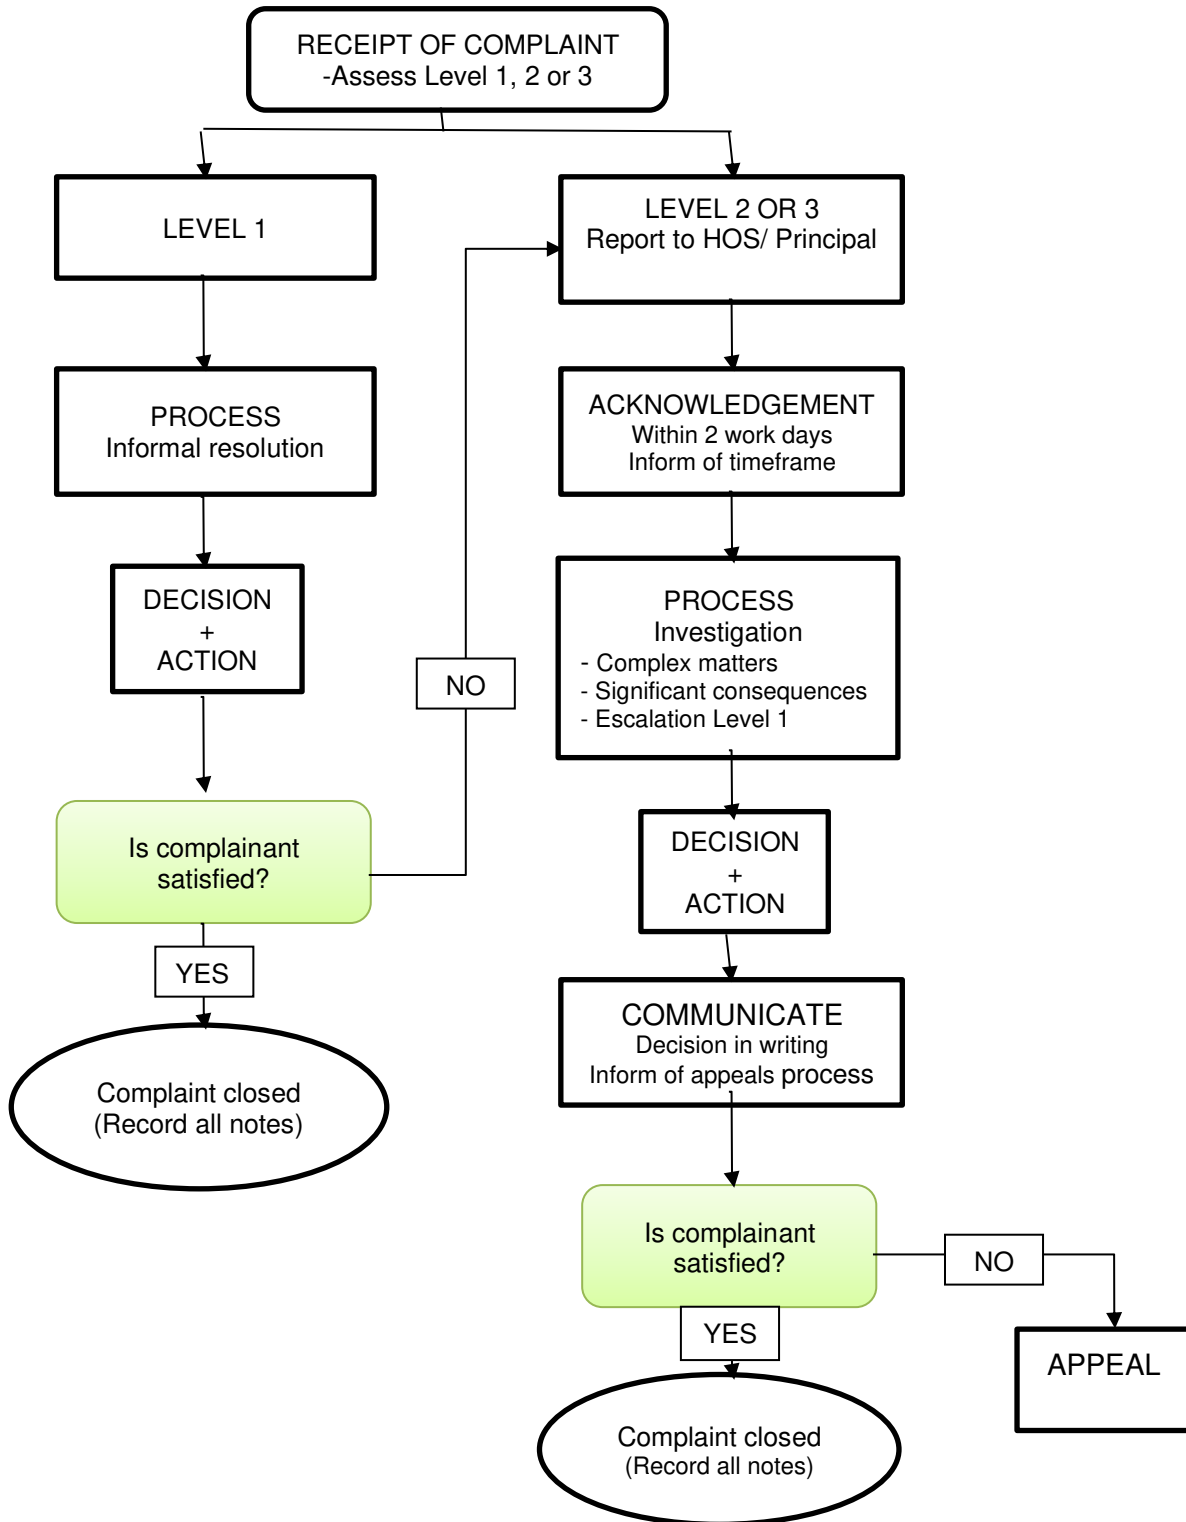 RECEIPT OF COMPLAINT
-Assess Level 1, 2 or 3
LEVEL 1
LEVEL 2 OR 3
Report to HOS/ Principal
PROCESS
Informal resolution
ACKNOWLEDGEMENT
Within 2 work days
Inform of timeframe
DECISION
+
ACTION
NO
PROCESS
Investigation
- Complex matters
- Significant consequences
- Escalation Level 1
Is complainant
satisfied?
DECISION
+
ACTION
YES
COMMUNICATE
Decision in writing
Inform of appeals process
Complaint closed
(Record all notes)
Is complainant
satisfied?
NO
YES
APPEAL
Complaint closed
(Record all notes)